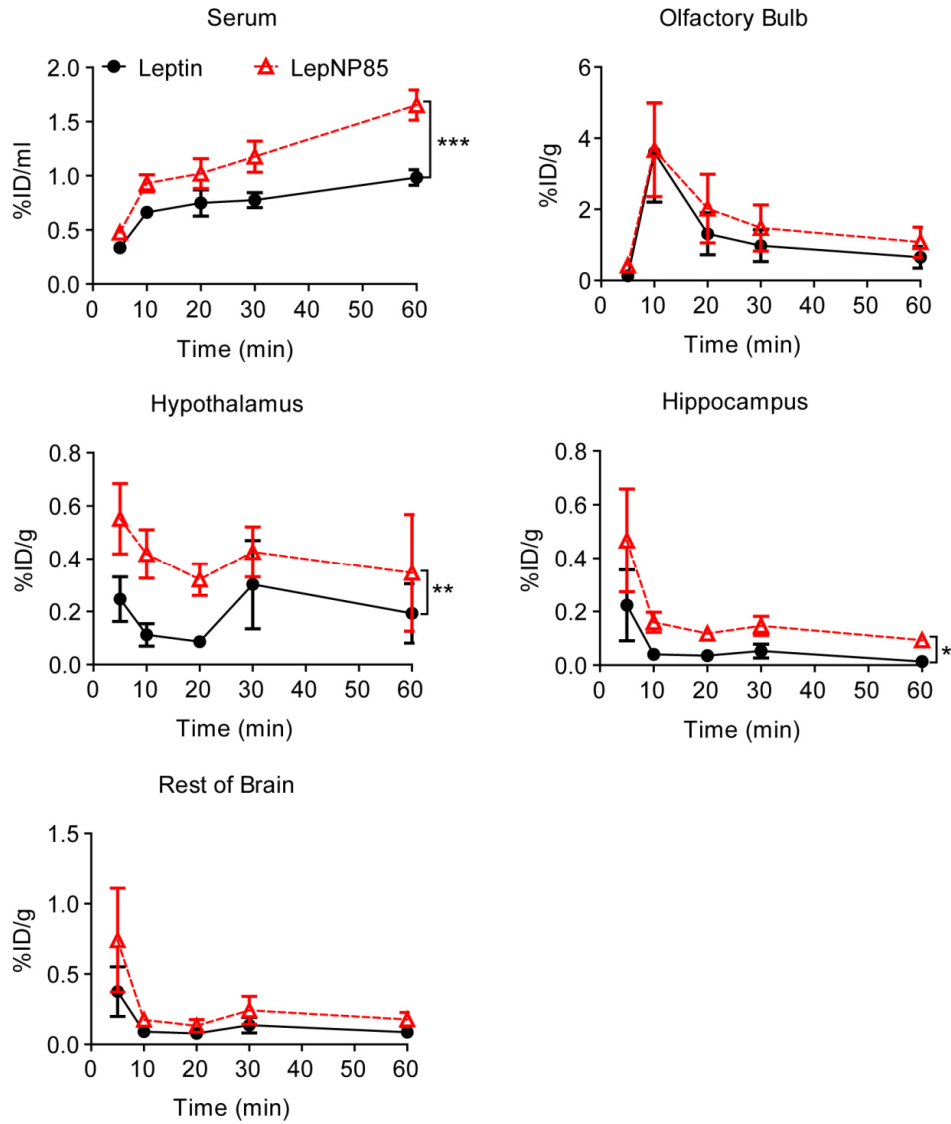 Serum
Leptin LepNP85
2.0
1.5
1.0
0.5
0.0
%ID/ml
***
0 10 20 30 40 50 60
Time (min)
Olfactory Bulb
6
4
2
0
%ID/g
0 10 20 30 40 50 60
Time (min)
Hypothalamus
0.8
0.6
0.4
0.2
0.0
%ID/g
**
0 10 20 30 40 50 60
Time (min)
Hippocampus
0.8
0.6
0.4
0.2
0.0
%ID/g
*
0 10 20 30 40 50 60
Time (min)
Rest of Brain
1.5
1.0
0.5
0.0
%ID/g
0 10 20 30 40 50 60
Time (min)